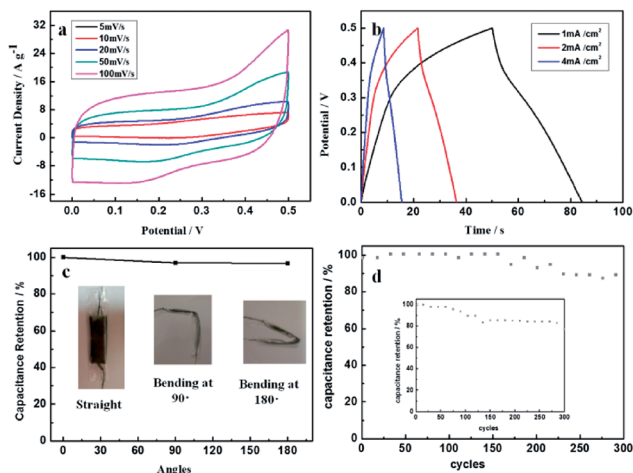 a
5mV/s
10mV/s
20mV/s
50mV/s
100mV/s
Current Density / A g-1
32
24
16
8
0
-8
-16
0.0 0.1 0.2 0.3 0.4 0.5
Potential / V
b
1mA /cm2
2mA /cm2
4mA /cm2
Potential / V
0.5
0.4
0.3
0.2
0.1
0.0
0 20 40 60 80 100
Time / s
c
Capacitance Retention / %
100
80
60
40
20
0
Straight
Bending at
90·
Bending at
180·
0 30 60 90 120 150 180
Angles
d
capacitance retention / %
100
80
60
40
20
0
capacitance retention / %
100
80
60
40
20
0
0 50 100 150 200 250 300
cycles
0 50 100 150 200 250 300
cycles